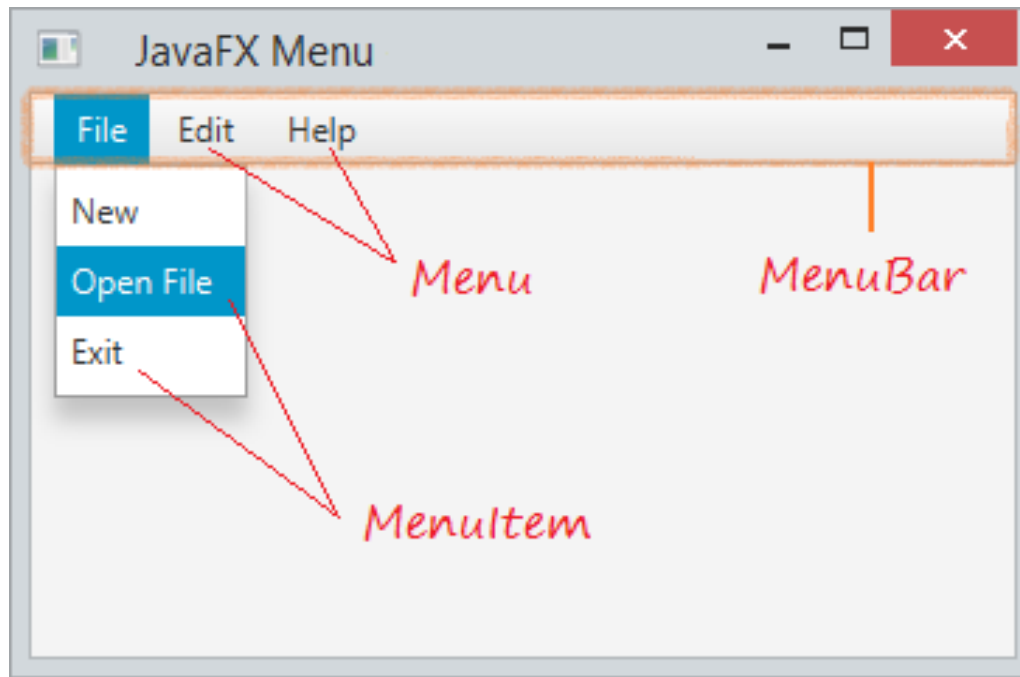 JavaFX Menu
File Edit Help
New
Open File
Exit
Menu
MenuBar
MenuItem